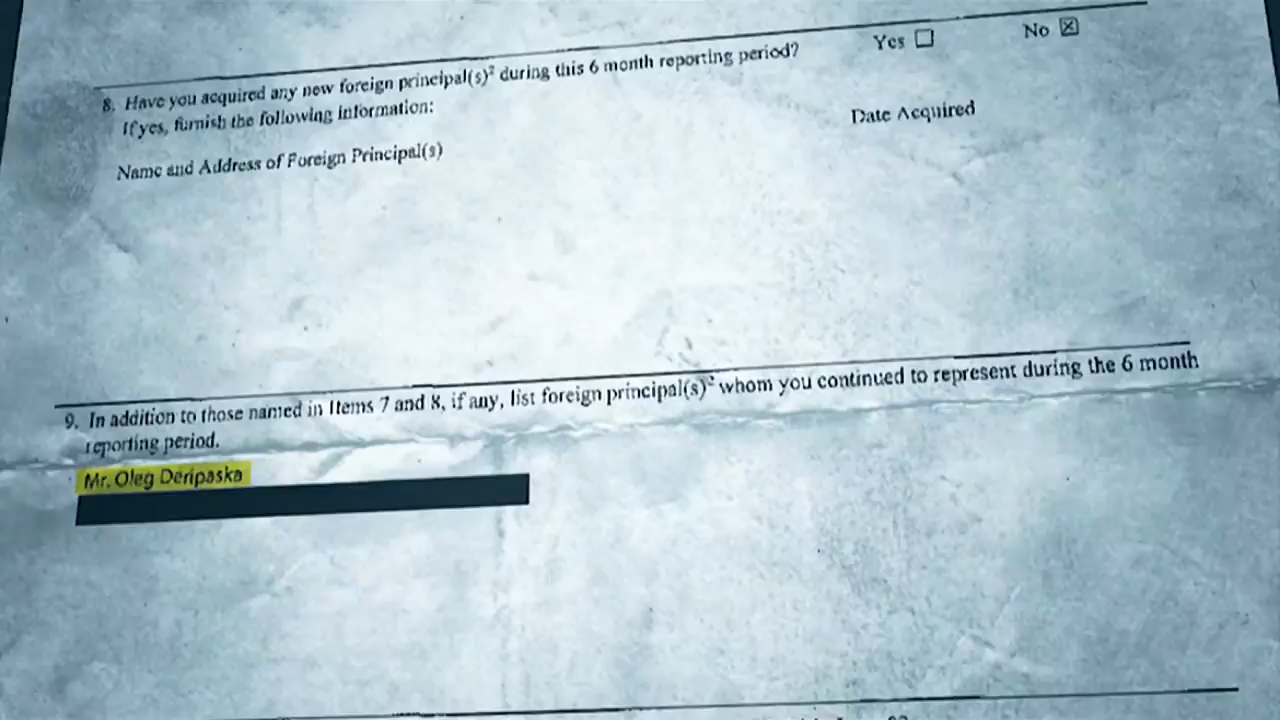 Yes ☐ No ☒
8. Have you acquired any new foreign principal(s)² during this 6 month reporting period?
If yes, furnish the following information:
Name and Address of Foreign Principal(s) Date Acquired
9. In addition to those named in Items 7 and 8, if any, list foreign principal(s)² whom you continued to represent during the 6 month
reporting period.
Mr. Oleg Deripaska